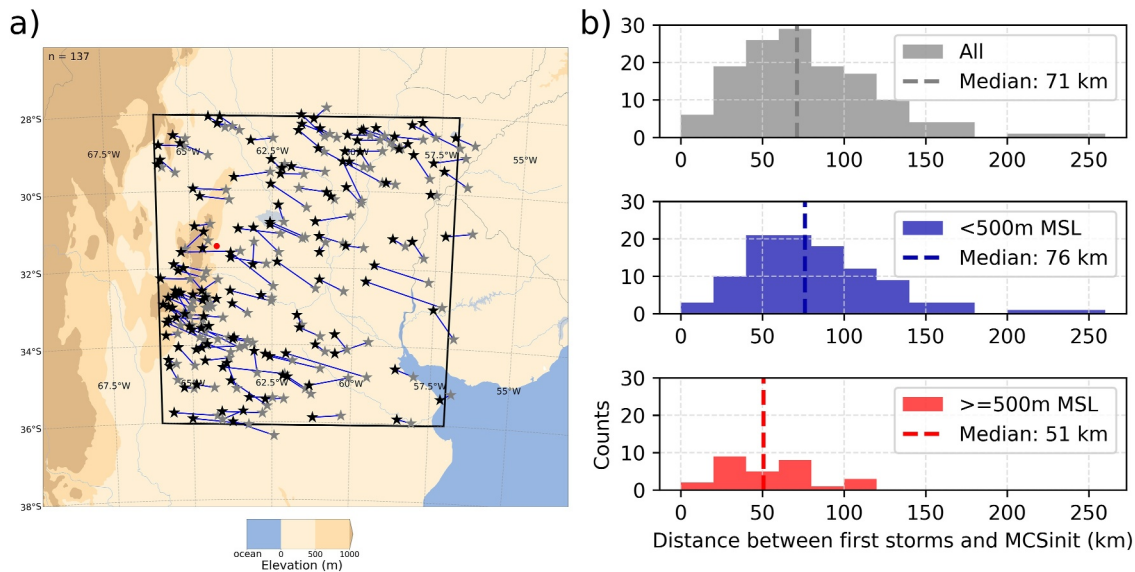 a)
n = 137
28°S
30°S
32°S
34°S
36°S
38°S
67.5°W
65°W
62.5°W
60°W
57.5°W
55°W
67.5°W
65°W
62.5°W
60°W
57.5°W
55°W
ocean
0
500
1000
Elevation (m)
b)
30
20
10
0
All
Median: 71 km
0
50
100
150
200
250
30
20
10
0
<500m MSL
Median: 76 km
0
50
100
150
200
250
Counts
30
20
10
0
>=500m MSL
Median: 51 km
0
50
100
150
200
250
Distance between first storms and MCSinit (km)